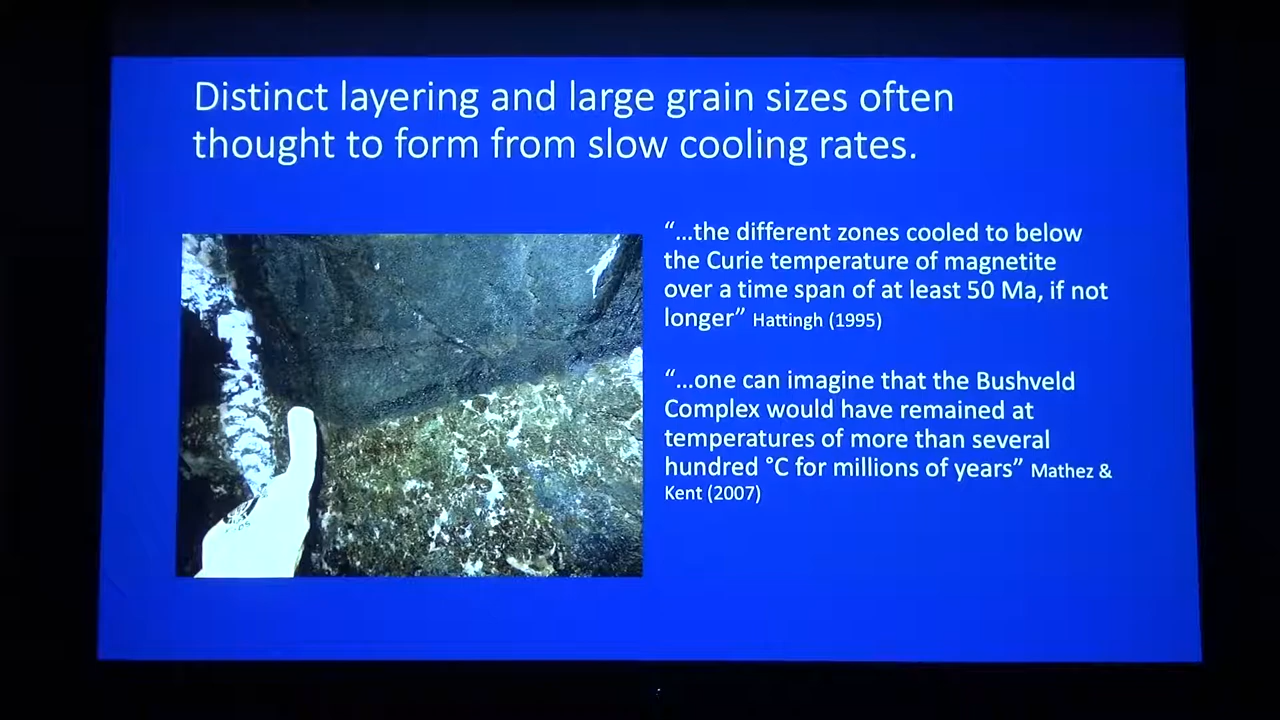 Distinct layering and large grain sizes often
thought to form from slow cooling rates.
“...the different zones cooled to below
the Curie temperature of magnetite
over a time span of at least 50 Ma, if not
longer” Hattingh (1995)
“...one can imagine that the Bushveld
Complex would have remained at
temperatures of more than several
hundred °C for millions of years” Mathez &
Kent (2007)